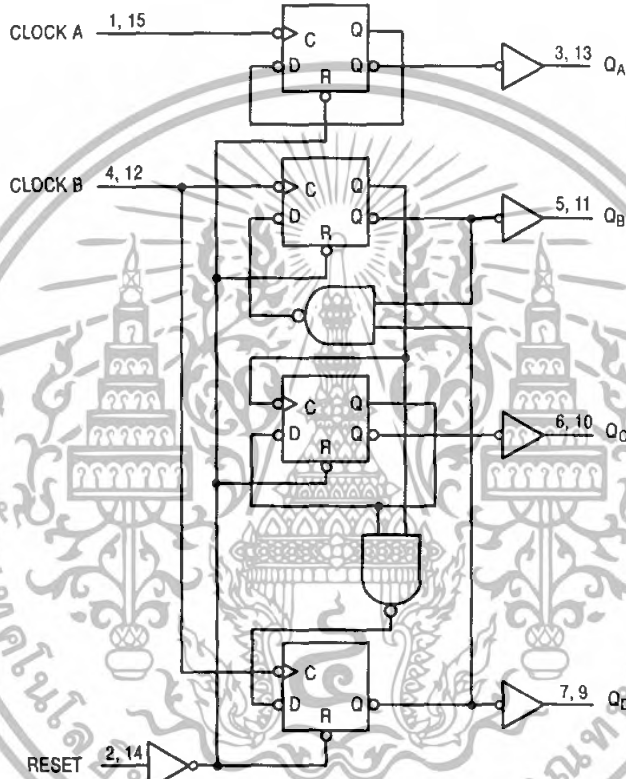 C Q
CLOCK A 1, 15
D Q 3, 13 QA
R
CLOCK B 4, 12
C Q
D Q 5, 11 QB
R
C Q
D Q 6, 10 QC
R
C
D Q 7, 9 QD
R
RESET 2, 14